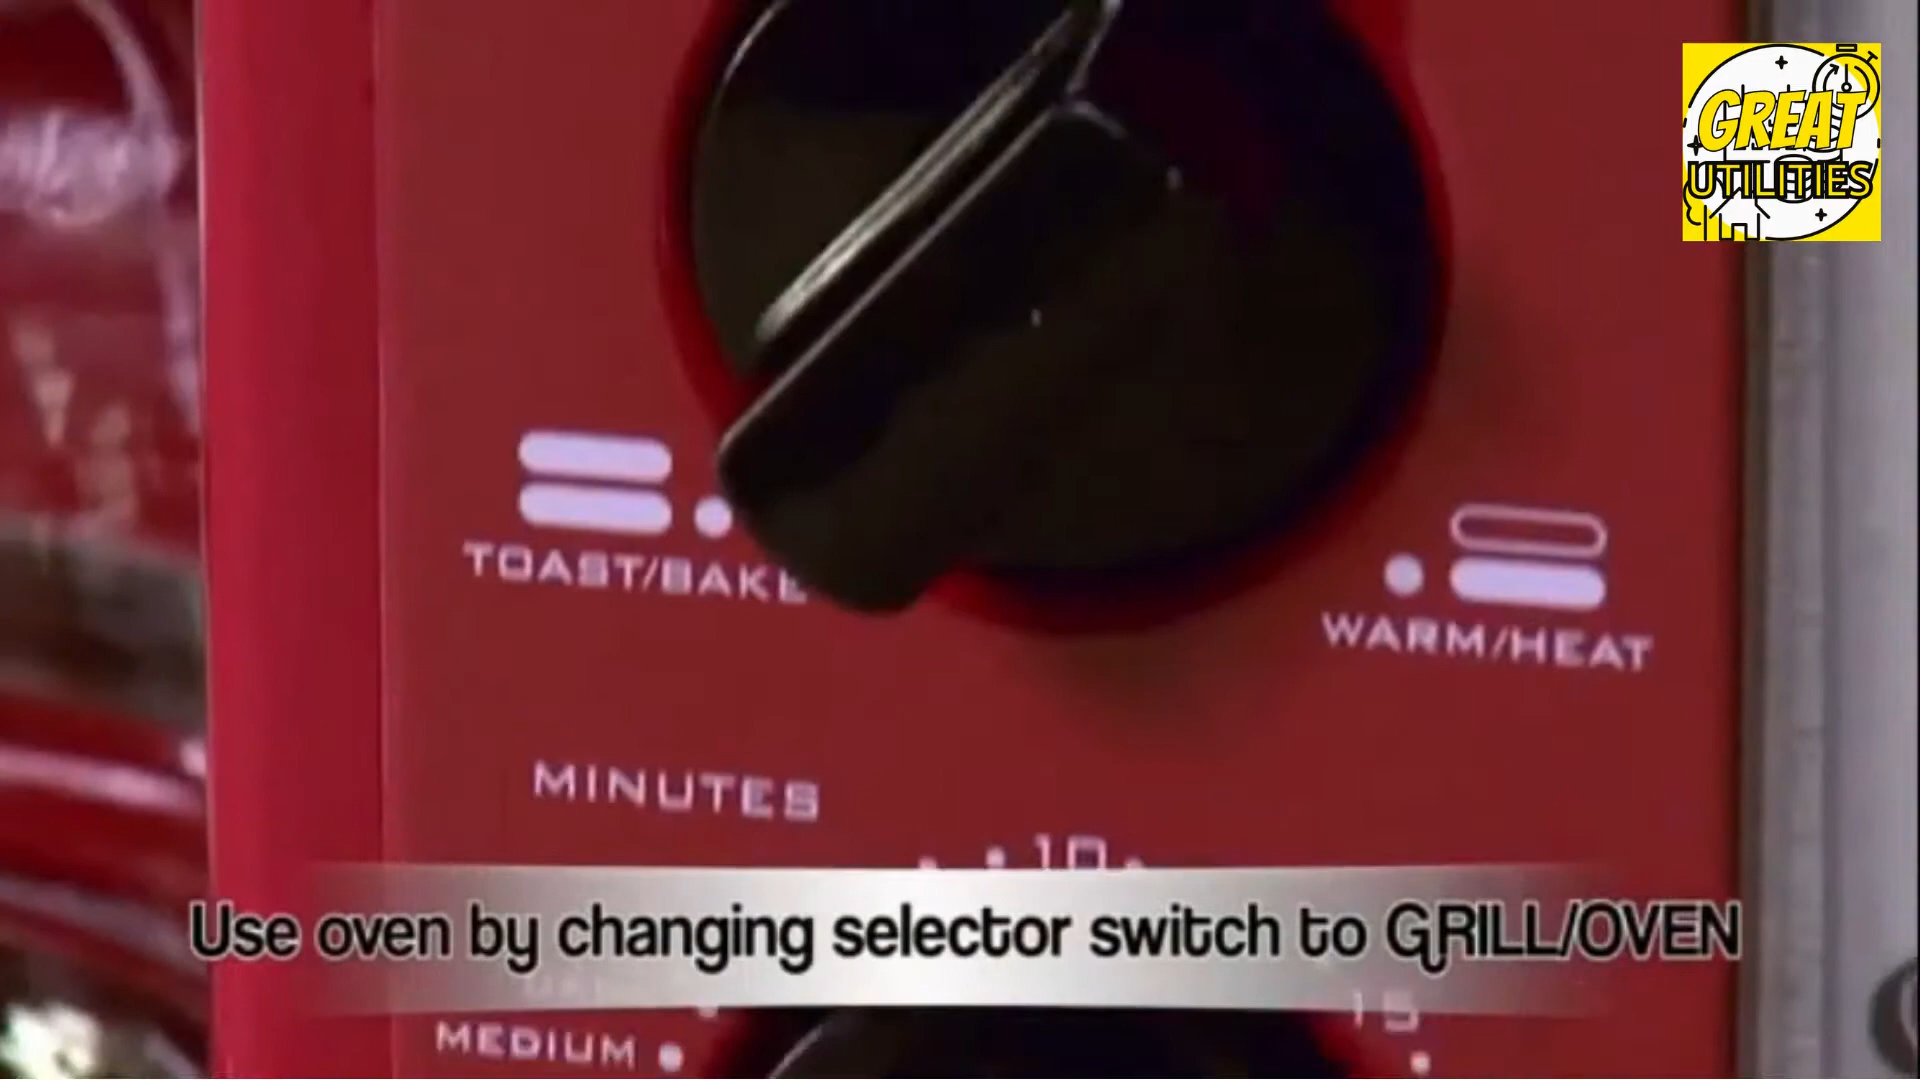 GREAT
UTILITIES
TOAST/BAKE
WARM/HEAT
MINUTES
10
Use oven by changing selector switch to GRILL/OVEN
15
MEDIUM